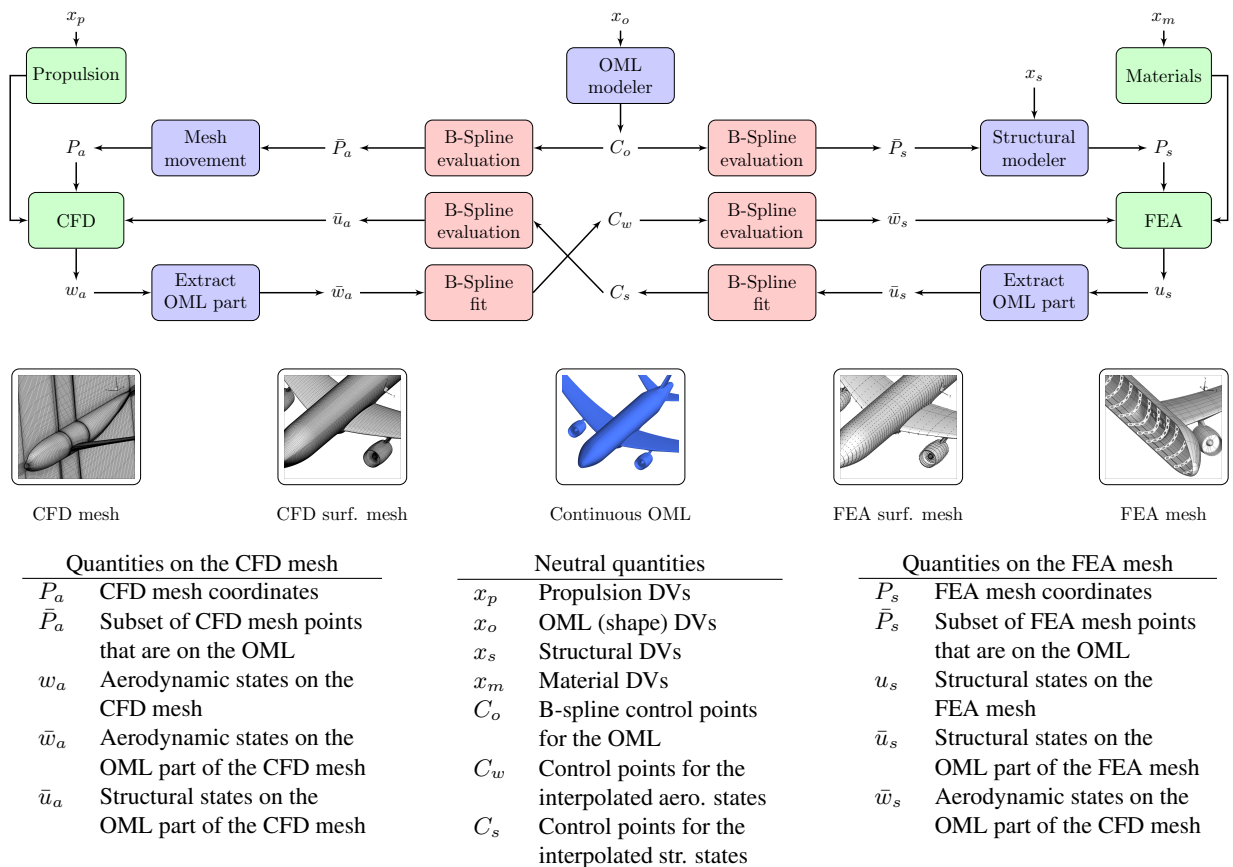 x_p x_o x_m
Propulsion OML modeler x_s Materials
P_a Mesh movement P̄_a B-Spline evaluation C_o B-Spline evaluation P̄_s Structural modeler P_s
CFD ū_a B-Spline evaluation C_w B-Spline evaluation w̄_s FEA
w_a Extract OML part w̄_a B-Spline fit C_s B-Spline fit ū_s Extract OML part u_s
CFD mesh CFD surf. mesh Continuous OML FEA surf. mesh FEA mesh
Quantities on the CFD mesh
P_a CFD mesh coordinates
P̄_a Subset of CFD mesh points
that are on the OML
w_a Aerodynamic states on the
CFD mesh
w̄_a Aerodynamic states on the
OML part of the CFD mesh
ū_a Structural states on the
OML part of the CFD mesh
Neutral quantities
x_p Propulsion DVs
x_o OML (shape) DVs
x_s Structural DVs
x_m Material DVs
C_o B-spline control points
for the OML
C_w Control points for the
interpolated aero. states
C_s Control points for the
interpolated str. states
Quantities on the FEA mesh
P_s FEA mesh coordinates
P̄_s Subset of FEA mesh points
that are on the OML
u_s Structural states on the
FEA mesh
ū_s Structural states on the
OML part of the FEA mesh
w̄_s Aerodynamic states on the
OML part of the CFD mesh